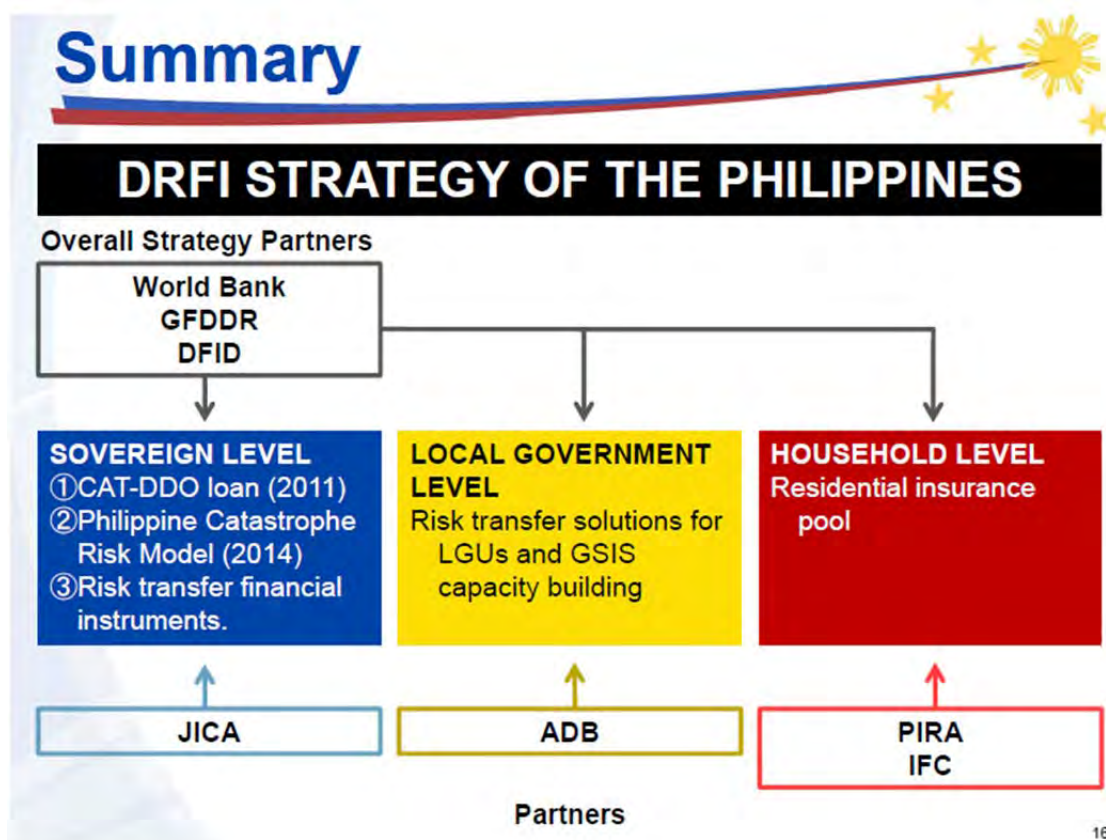 Summary
DRFI STRATEGY OF THE PHILIPPINES
Overall Strategy Partners
World Bank
GFDDR
DFID
SOVEREIGN LEVEL
①CAT-DDO loan (2011)
②Philippine Catastrophe
Risk Model (2014)
③Risk transfer financial
instruments.
LOCAL GOVERNMENT
LEVEL
Risk transfer solutions for
LGUs and GSIS
capacity building
HOUSEHOLD LEVEL
Residential insurance
pool
JICA
ADB
PIRA
IFC
Partners